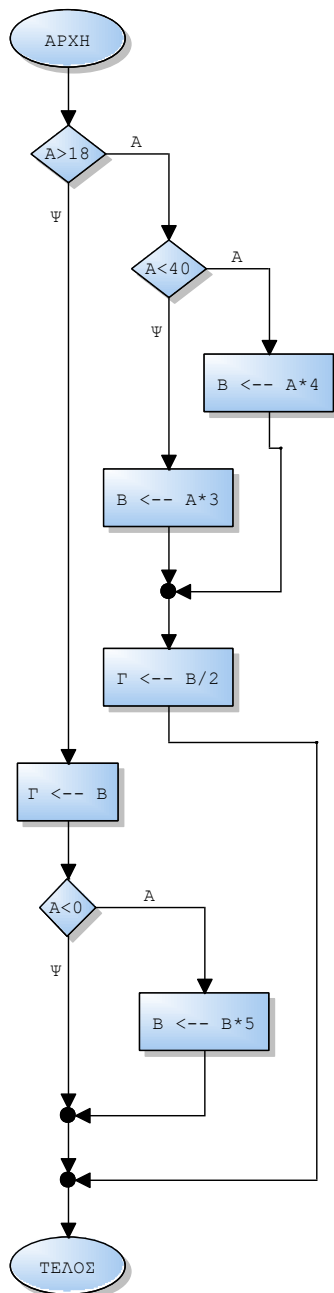 ΑΡΧΗ
Α>18
Α
Ψ
Α<40
Α
Ψ
Β <-- Α*4
Β <-- Α*3
Γ <-- Β/2
Γ <-- Β
Α<0
Α
Ψ
Β <-- Β*5
ΤΕΛΟΣ